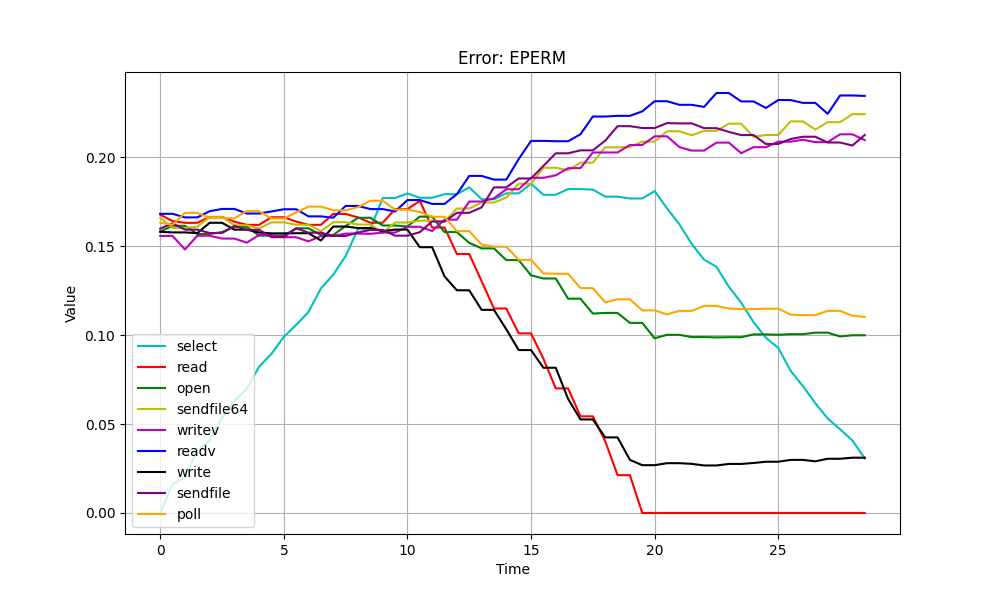 Error: EPERM
Value
0.20
0.15
0.10
0.05
0.00
select
read
open
sendfile64
writev
readv
write
sendfile
poll
0 5 10 15 20 25
Time